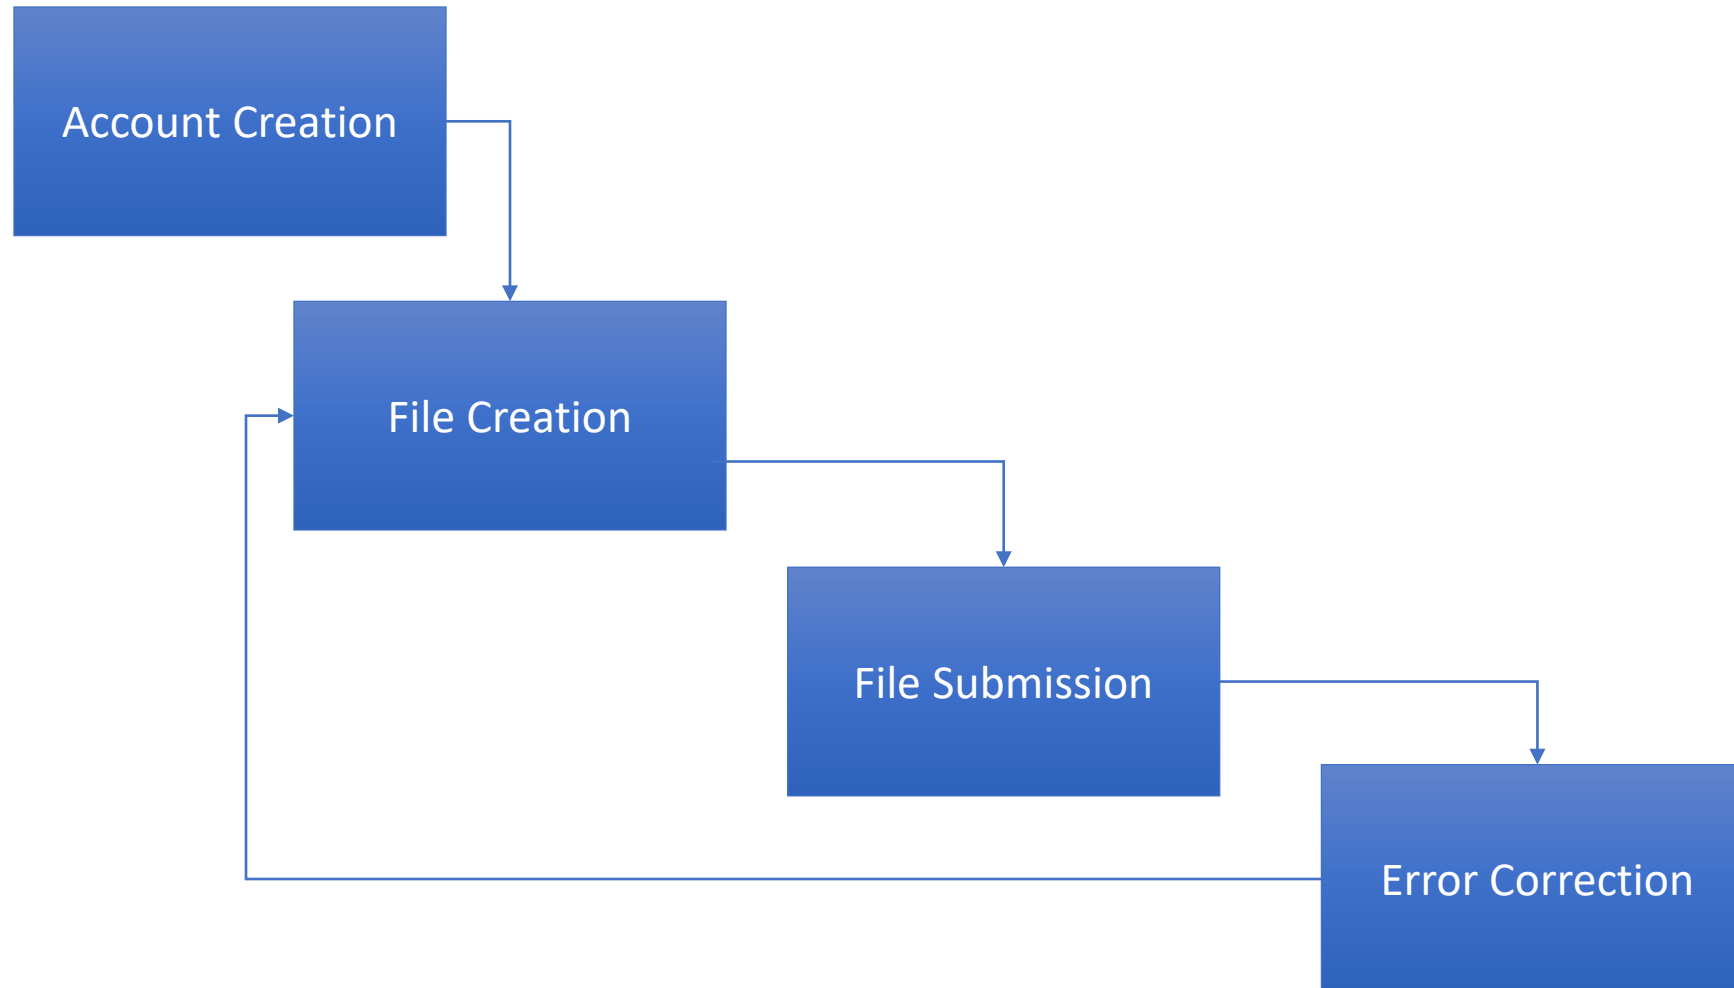 Account Creation
File Creation
File Submission
Error Correction